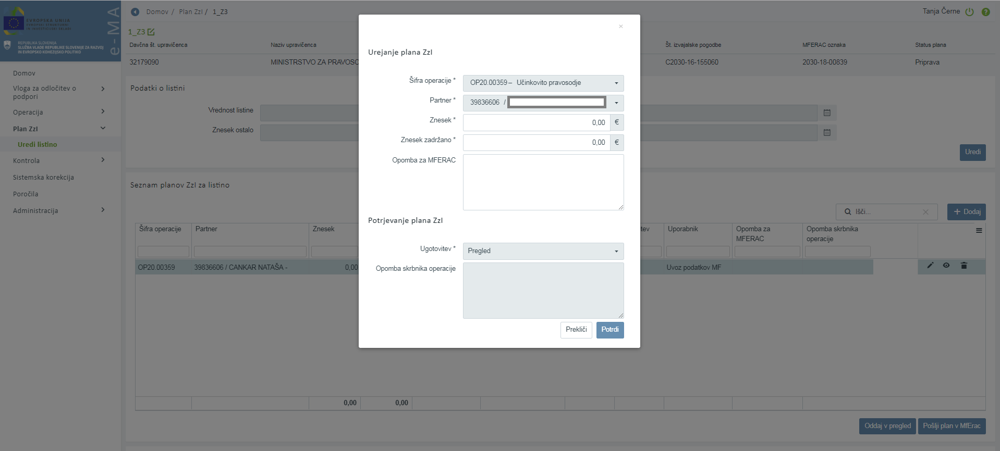 EVROPSKA UNIJA
EVROPSKI STRUKTURNI
IN INVESTICIJSKI SKLADI
REPUBLIKA SLOVENIJA
SLUŽBA VLADE REPUBLIKE SLOVENIJE ZA RAZVOJ
IN EVROPSKO KOHEZIJSKO POLITIKO
e-MA
Domov / Plan ZzI / 1_Z3
Tanja Černe
1_Z3
Davčna št. upravičenca
Naziv upravičenca
Št. izvajalske pogodbe
MFERAC oznaka
Status plana
32179090
MINISTRSTVO ZA PRAVOSO
C2030-16-155060
2030-18-00839
Priprava
Domov
Vloga za odločitev o
podpori
Operacija
Plan ZzI
Uredi listino
Kontrola
Sistemska korekcija
Poročila
Administracija
Podatki o listini
Vrednost listine
Znesek ostalo
Uredi
Seznam planov ZzI za listino
Išči...
Dodaj
Šifra operacije
Partner
Znesek
tev
Uporabnik
Opomba za
MFERAC
Opomba skrbnika
operacije
OP20.00359
39836606 / CANKAR NATAŠA -
0,00
Uvoz podatkov MF
0,00
0,00
Oddaj v pregled
Pošlji plan v MfErac
×
Urejanje plana ZzI
Šifra operacije *
OP20.00359 – Učinkovito pravosodje
Partner *
39836606 /
Znesek *
0,00 €
Znesek zadržano *
0,00 €
Opomba za MFERAC
Potrjevanje plana ZzI
Ugotovitev *
Pregled
Opomba skrbnika operacije
Prekliči
Potrdi